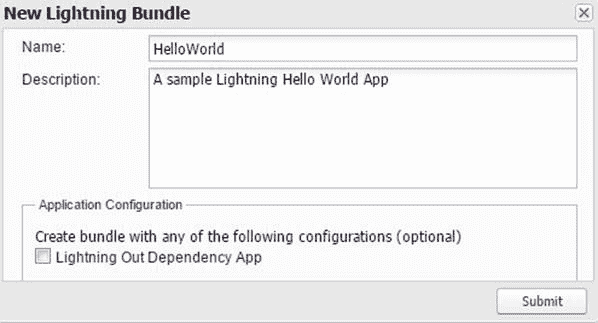 New Lightning Bundle
Name:
HelloWorld
Description:
A sample Lightning Hello World App
Application Configuration
Create bundle with any of the following configurations (optional)
Lightning Out Dependency App
Submit